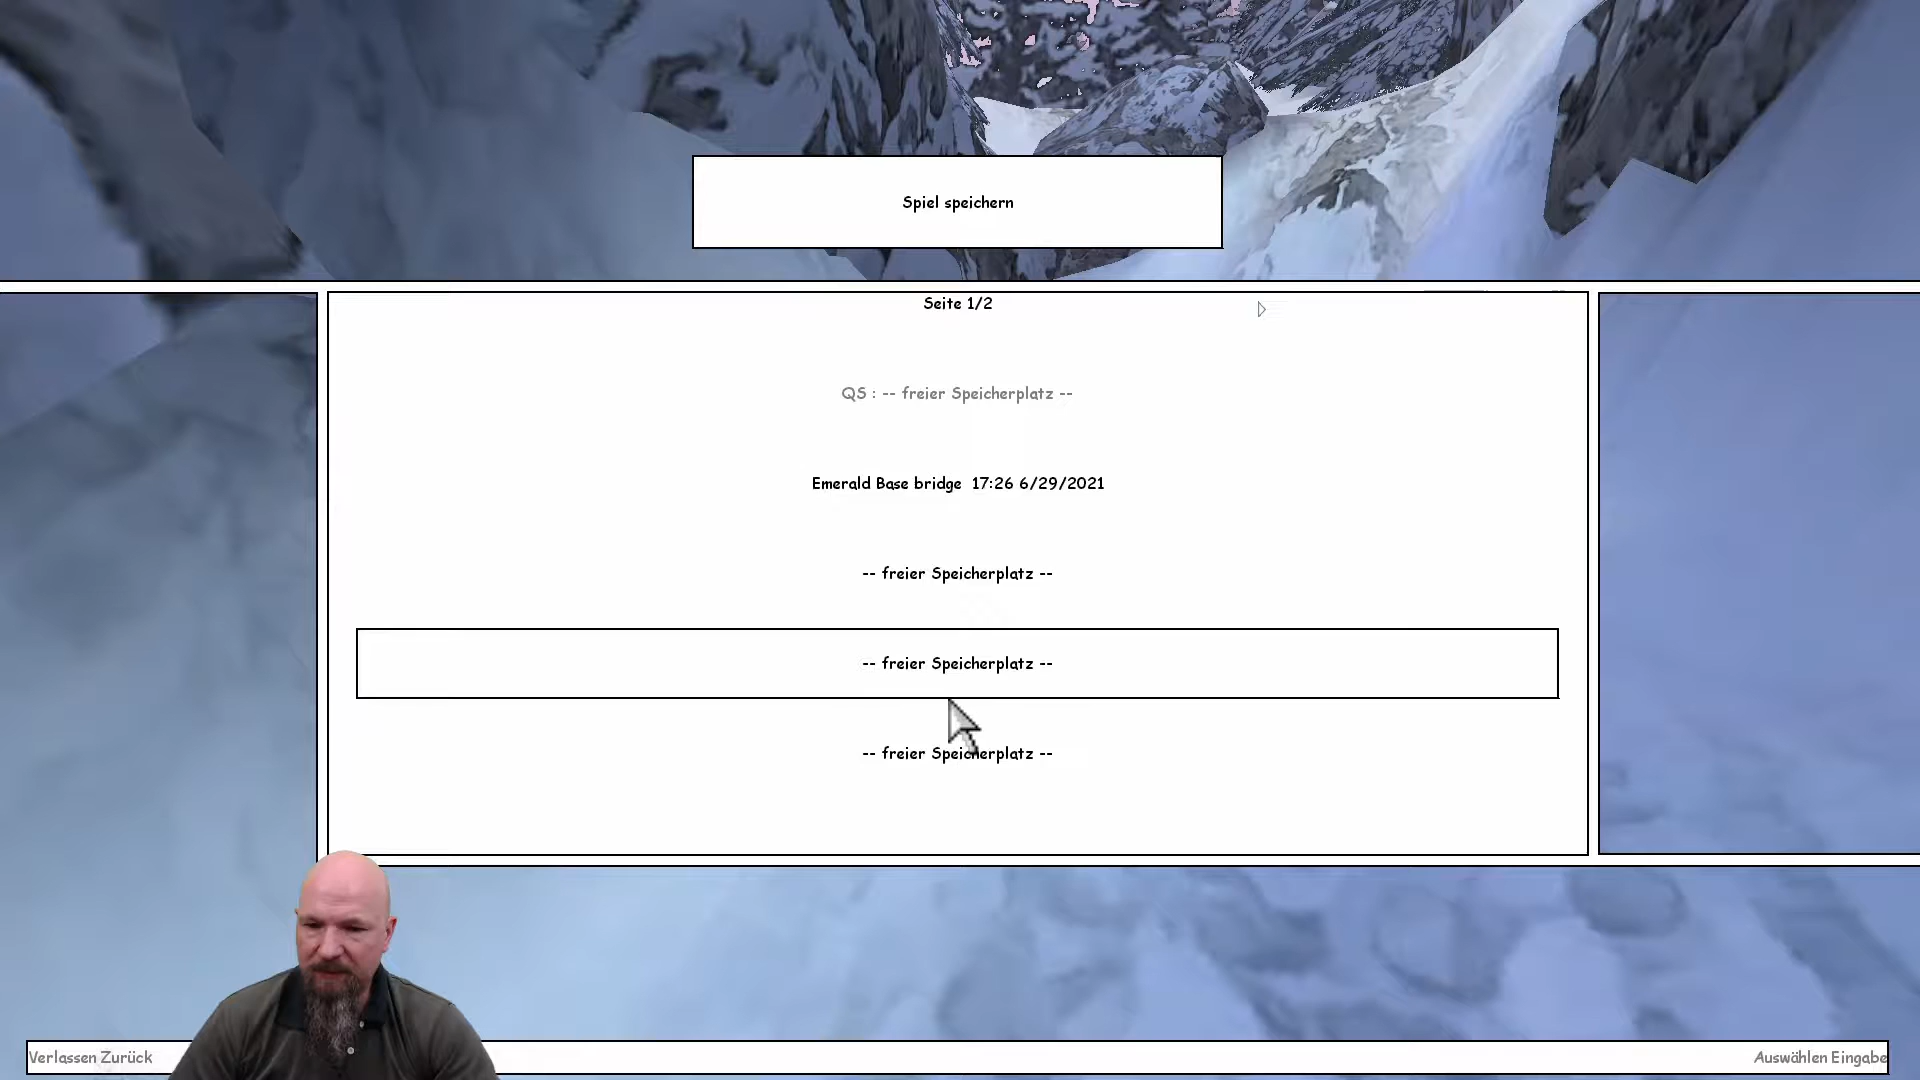 Spiel speichern
Seite 1/2
QS : -- freier Speicherplatz --
Emerald Base bridge  17:26 6/29/2021
-- freier Speicherplatz --
-- freier Speicherplatz --
-- freier Speicherplatz --
Verlassen Zurück
Auswählen Eingabe